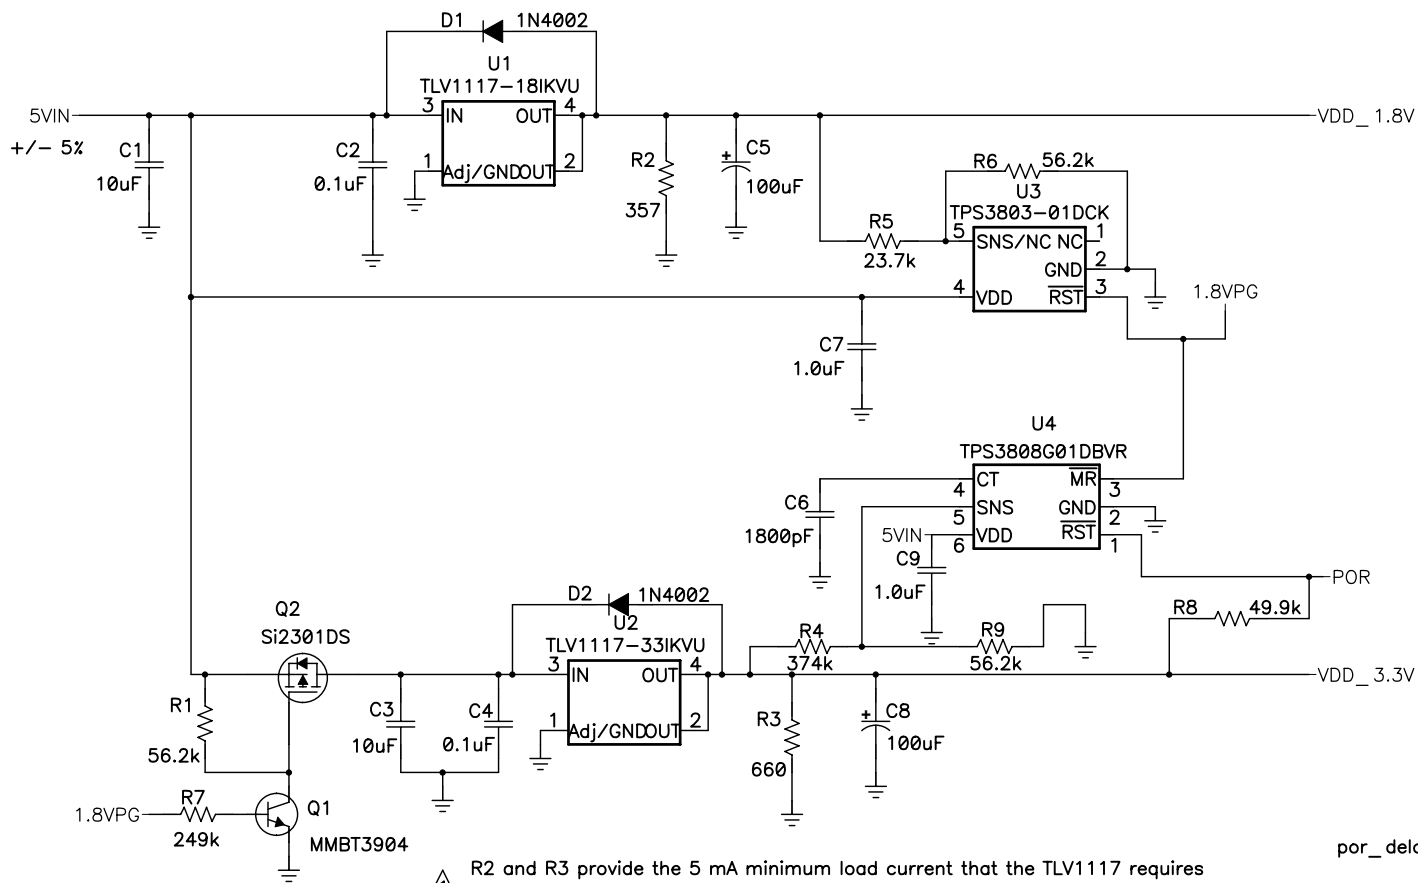 D1 1N4002
U1
TLV1117-18IKVU
5VIN
+/- 5%
3 IN OUT 4
1 Adj/GND OUT 2
C1
10uF
C2
0.1uF
R2
357
C5
+
100uF
VDD_1.8V
R6 56.2k
U3
TPS3803-01DCK
R5
23.7k
5 SNS/NC NC 1
GND 2
4 VDD RST 3
1.8VPG
C7
1.0uF
U4
TPS3808G01DBVR
CT MR
4 3
SNS GND
5 2
5VIN VDD RST
6 1
C6
1800pF
C9
1.0uF
POR
R8 49.9k
Q2
Si2301DS
D2 1N4002
U2
TLV1117-33IKVU
3 IN OUT 4
1 Adj/GND OUT 2
R4
374k
R9
56.2k
VDD_3.3V
R1
56.2k
C3
10uF
C4
0.1uF
R3
660
C8
+
100uF
1.8VPG
R7
249k
Q1
MMBT3904
R2 and R3 provide the 5 mA minimum load current that the TLV1117 requires